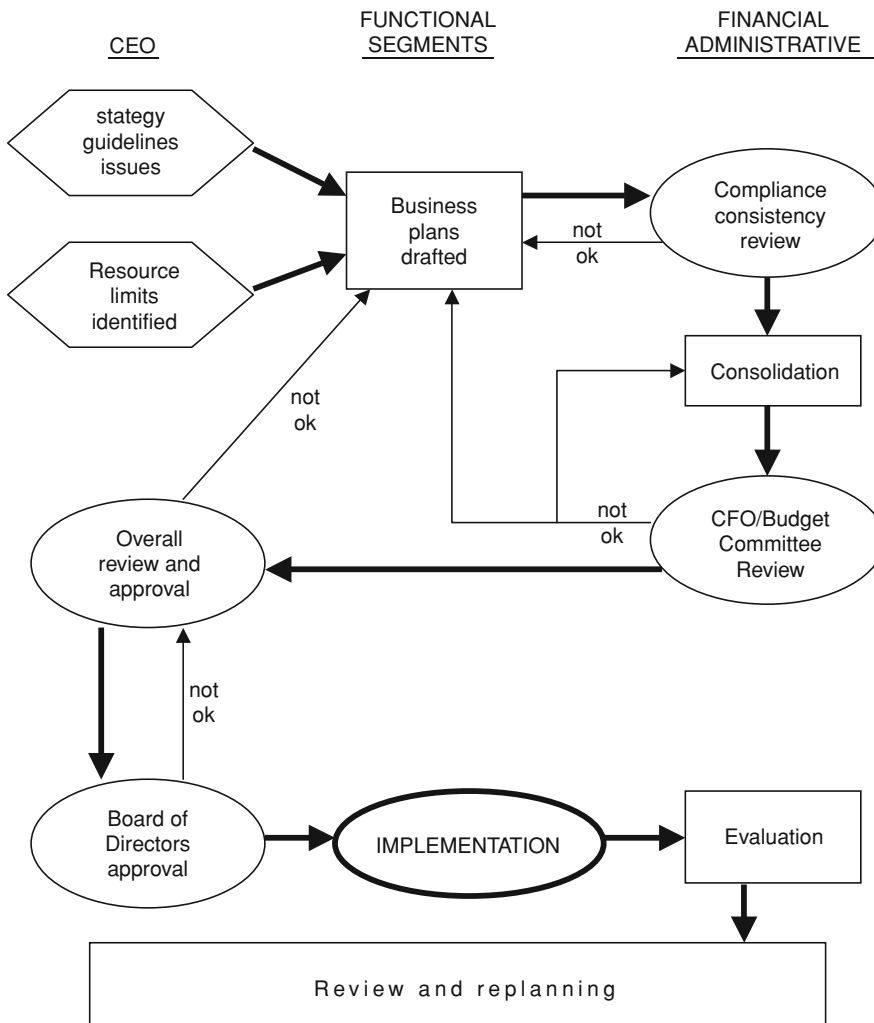 CEO
FUNCTIONAL
SEGMENTS
FINANCIAL
ADMINISTRATIVE
stategy
guidelines
issues
Business
plans
drafted
Compliance
consistency
review
not
ok
Resource
limits
identified
Consolidation
not
ok
Overall
review and
approval
not
ok
CFO/Budget
Committee
Review
not
ok
Board of
Directors
approval
IMPLEMENTATION
Evaluation
Review and replanning